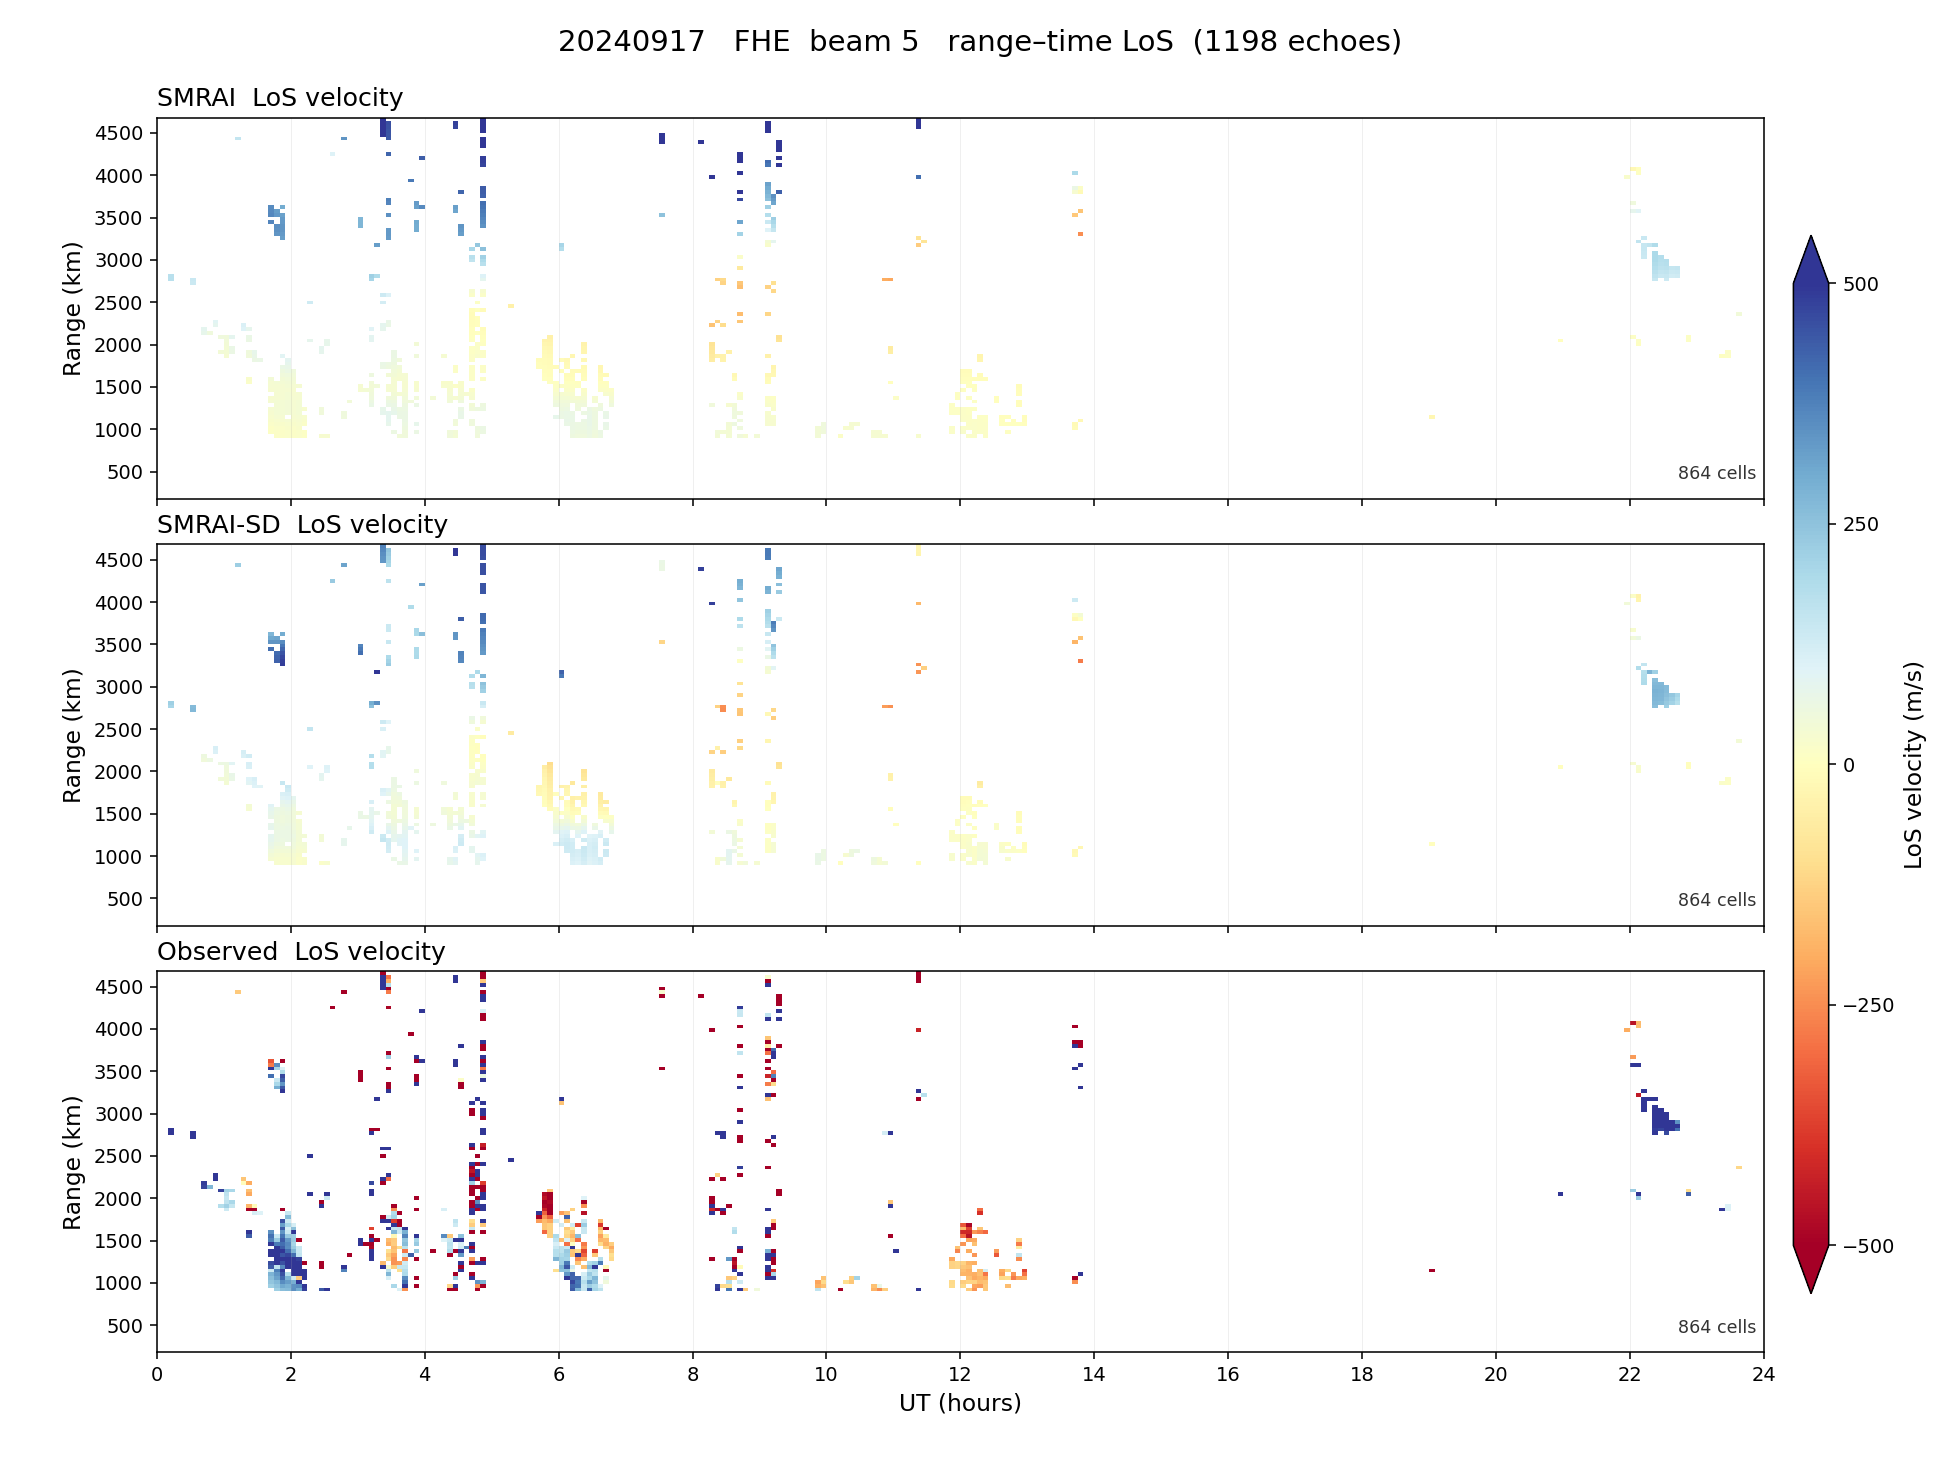 20240917   FHE  beam 5   range–time LoS  (1198 echoes)
SMRAI  LoS velocity
4500
4000
3500
3000
2500
2000
1500
1000
500
Range (km)
864 cells
SMRAI-SD  LoS velocity
4500
4000
3500
3000
2500
2000
1500
1000
500
Range (km)
864 cells
Observed  LoS velocity
4500
4000
3500
3000
2500
2000
1500
1000
500
Range (km)
864 cells
0 2 4 6 8 10 12 14 16 18 20 22 24
UT (hours)
500
250
0
−250
−500
LoS velocity (m/s)